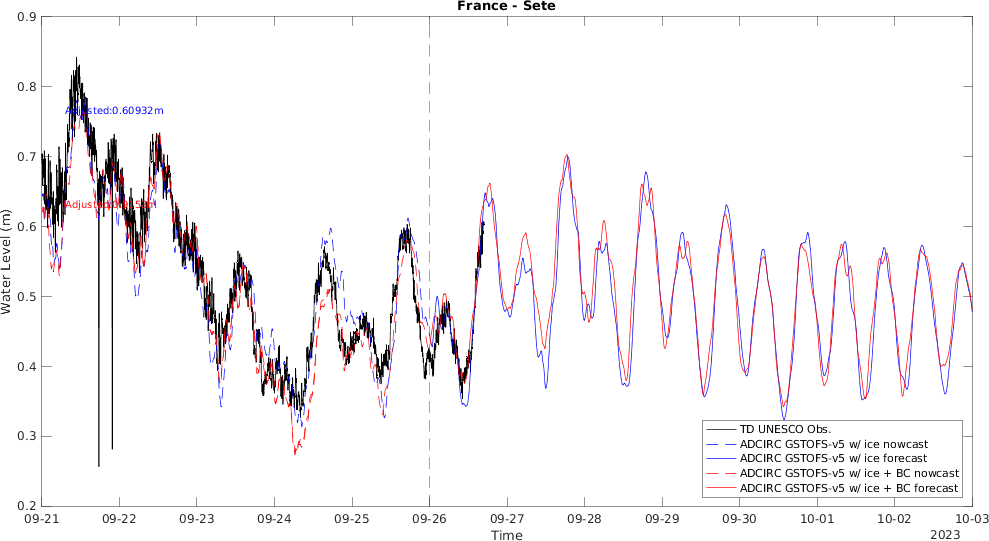 France - Sete
0.9
0.8
0.7
0.6
0.5
0.4
0.3
0.2
Water Level (m)
Adjusted:0.60932m
TD UNESCO Obs.
ADCIRC GSTOFS-v5 w/ ice nowcast
ADCIRC GSTOFS-v5 w/ ice forecast
ADCIRC GSTOFS-v5 w/ ice + BC nowcast
ADCIRC GSTOFS-v5 w/ ice + BC forecast
09-21 09-22 09-23 09-24 09-25 09-26 09-27 09-28 09-29 09-30 10-01 10-02 10-03
Time
2023